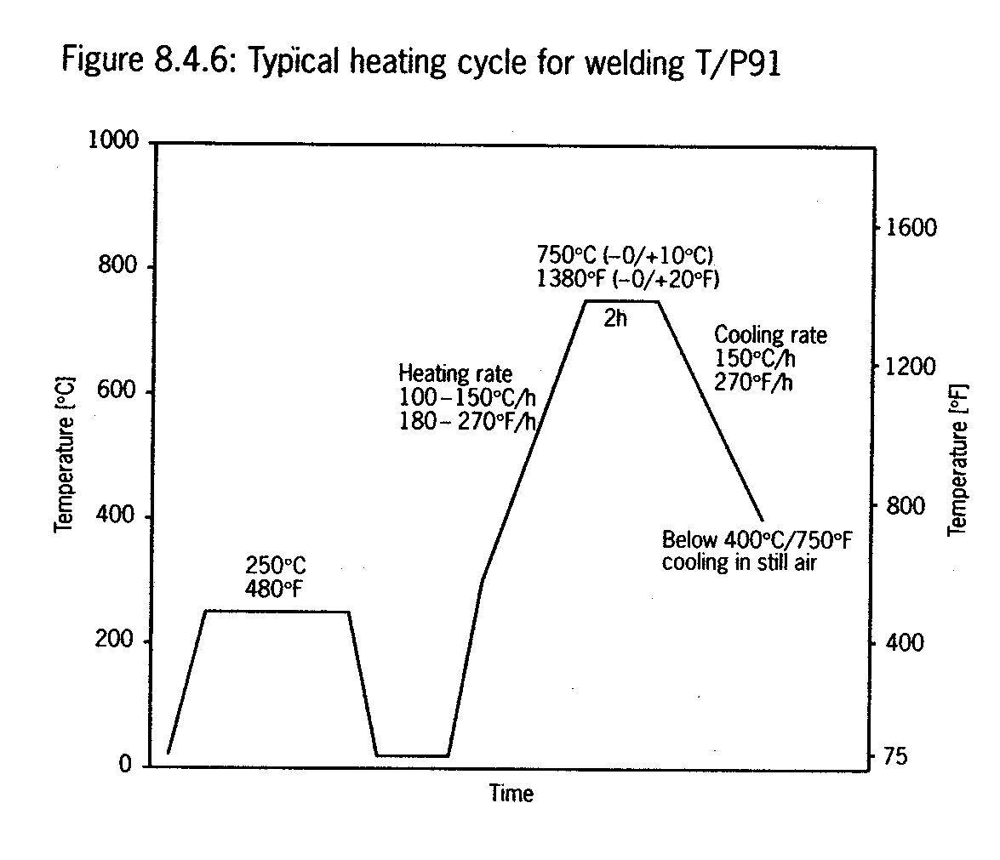 Figure 8.4.6: Typical heating cycle for welding T/P91
1000
800
600
400
200
0
Temperature [°C]
1600
1200
800
400
75
Temperature [°F]
750°C (–0/+10°C)
1380°F (–0/+20°F)
2h
Cooling rate
150°C/h
270°F/h
Heating rate
100–150°C/h
180–270°F/h
Below 400°C/750°F
cooling in still air
250°C
480°F
Time